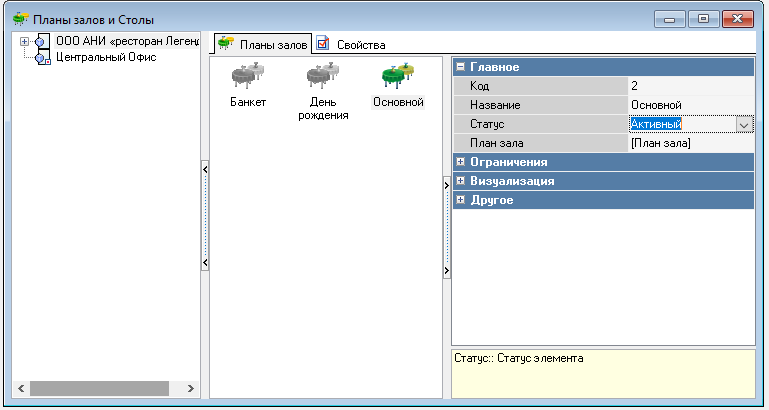 Планы залов и Столы
ООО АНИ «ресторан Леген
Центральный Офис
Планы залов
Свойства
Банкет
День
рождения
Основной
Главное
Код 2
Название Основной
Статус Активный
План зала [План зала]
Ограничения
Визуализация
Другое
Статус:: Статус элемента